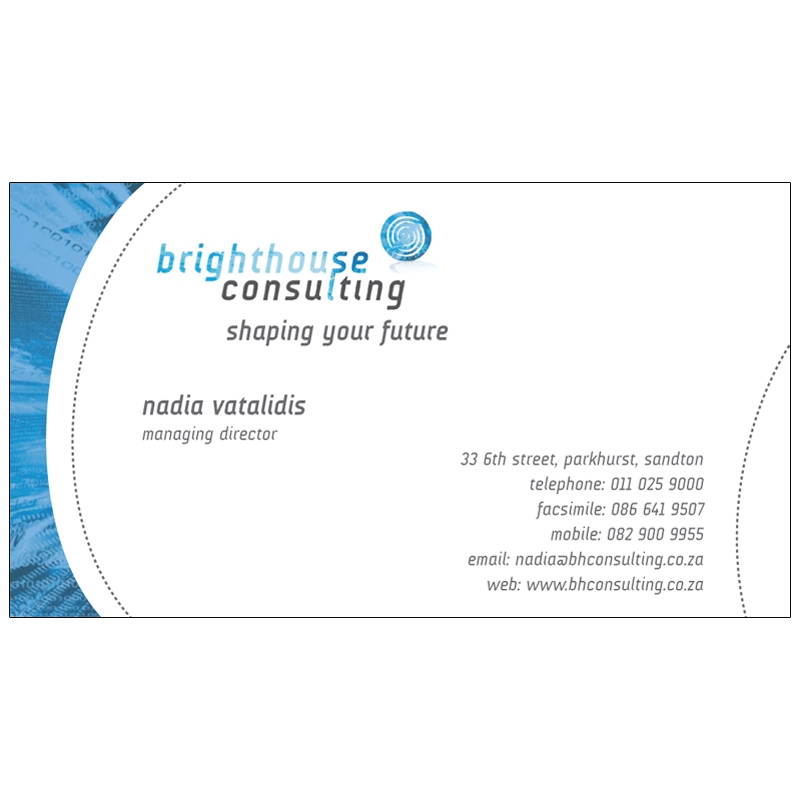 brighthouse
consulting
shaping your future
nadia vatalidis
managing director
33 6th street, parkhurst, sandton
telephone: 011 025 9000
facsimile: 086 641 9507
mobile: 082 900 9955
email: nadia@bhconsulting.co.za
web: www.bhconsulting.co.za